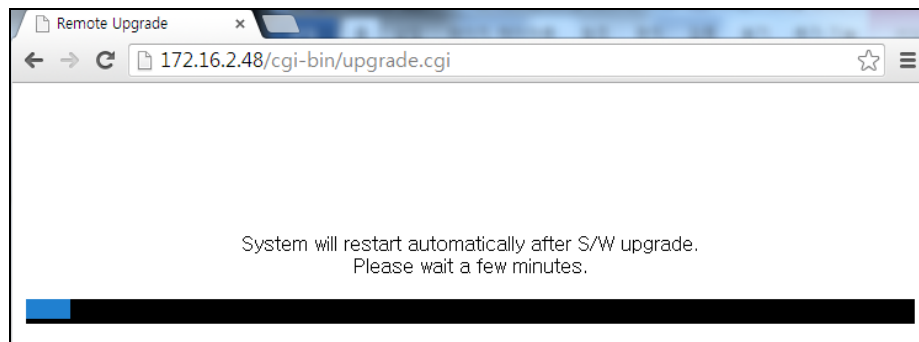 Remote Upgrade
172.16.2.48/cgi-bin/upgrade.cgi
System will restart automatically after S/W upgrade.
Please wait a few minutes.